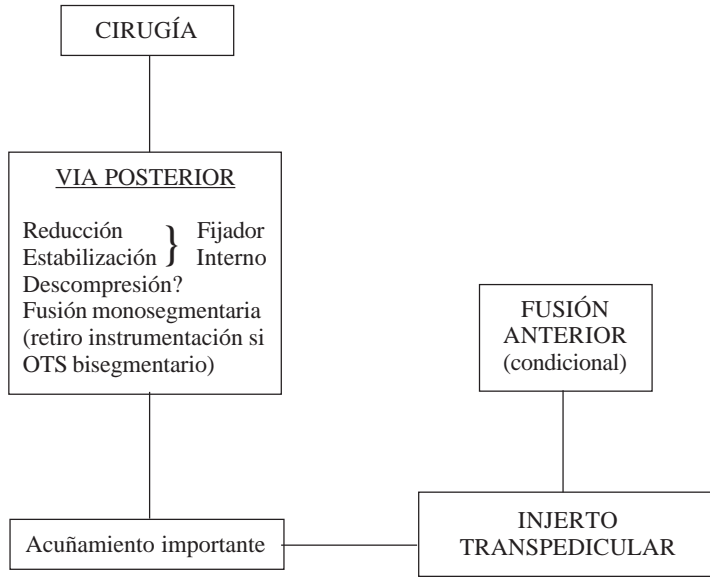 CIRUGÍA
VIA POSTERIOR
Reducción } Fijador
Estabilización Interno
Descompresión?
Fusión monosegmentaria
(retiro instrumentación si
OTS bisegmentario)
FUSIÓN
ANTERIOR
(condicional)
Acuñamiento importante
INJERTO
TRANSPEDICULAR